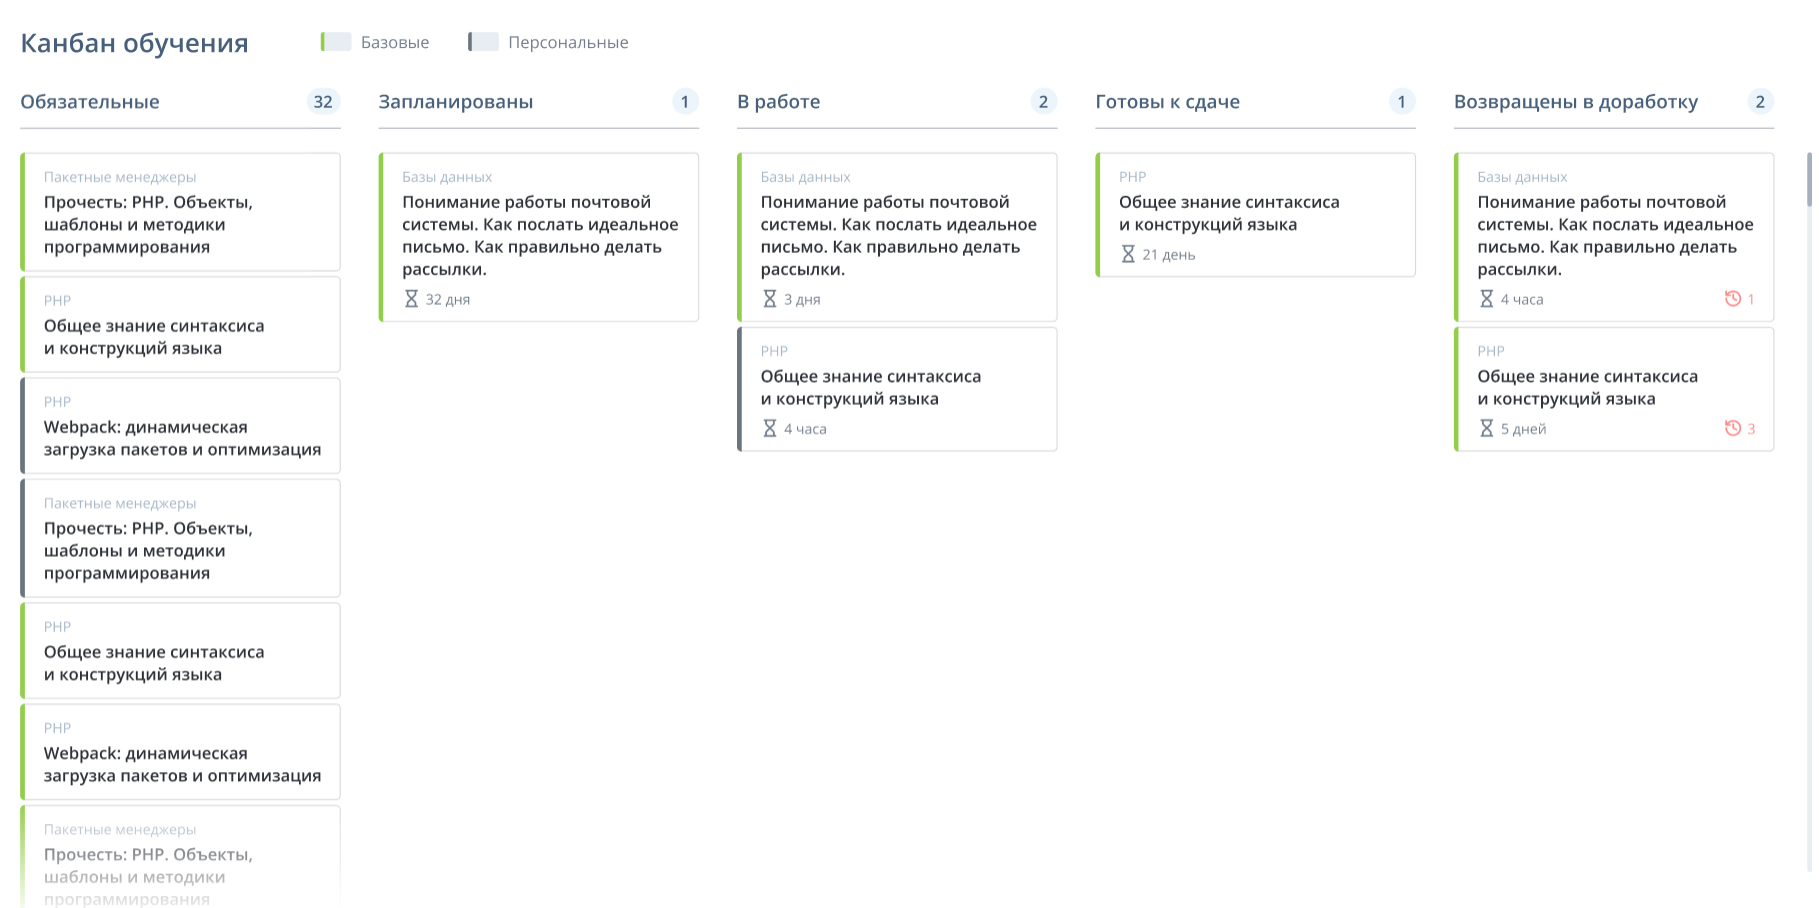 Канбан обучения
Базовые
Персональные
Обязательные 32
Пакетные менеджеры
Прочесть: PHP. Объекты,
шаблоны и методики
программирования
PHP
Общее знание синтаксиса
и конструкций языка
PHP
Webpack: динамическая
загрузка пакетов и оптимизация
Пакетные менеджеры
Прочесть: PHP. Объекты,
шаблоны и методики
программирования
PHP
Общее знание синтаксиса
и конструкций языка
PHP
Webpack: динамическая
загрузка пакетов и оптимизация
Пакетные менеджеры
Прочесть: PHP. Объекты,
шаблоны и методики
программирования
Запланированы 1
Базы данных
Понимание работы почтовой
системы. Как послать идеальное
письмо. Как правильно делать
рассылки.
32 дня
В работе 2
Базы данных
Понимание работы почтовой
системы. Как послать идеальное
письмо. Как правильно делать
рассылки.
3 дня
PHP
Общее знание синтаксиса
и конструкций языка
4 часа
Готовы к сдаче 1
PHP
Общее знание синтаксиса
и конструкций языка
21 день
Возвращены в доработку 2
Базы данных
Понимание работы почтовой
системы. Как послать идеальное
письмо. Как правильно делать
рассылки.
4 часа 1
PHP
Общее знание синтаксиса
и конструкций языка
5 дней 3